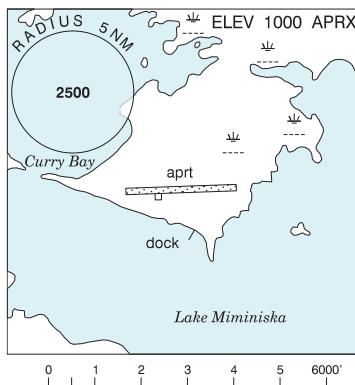 RADIUS 5NM
ELEV 1000 APRX
2500
Curry Bay
aprt
dock
Lake Miminiska
0 1 2 3 4 5 6000'